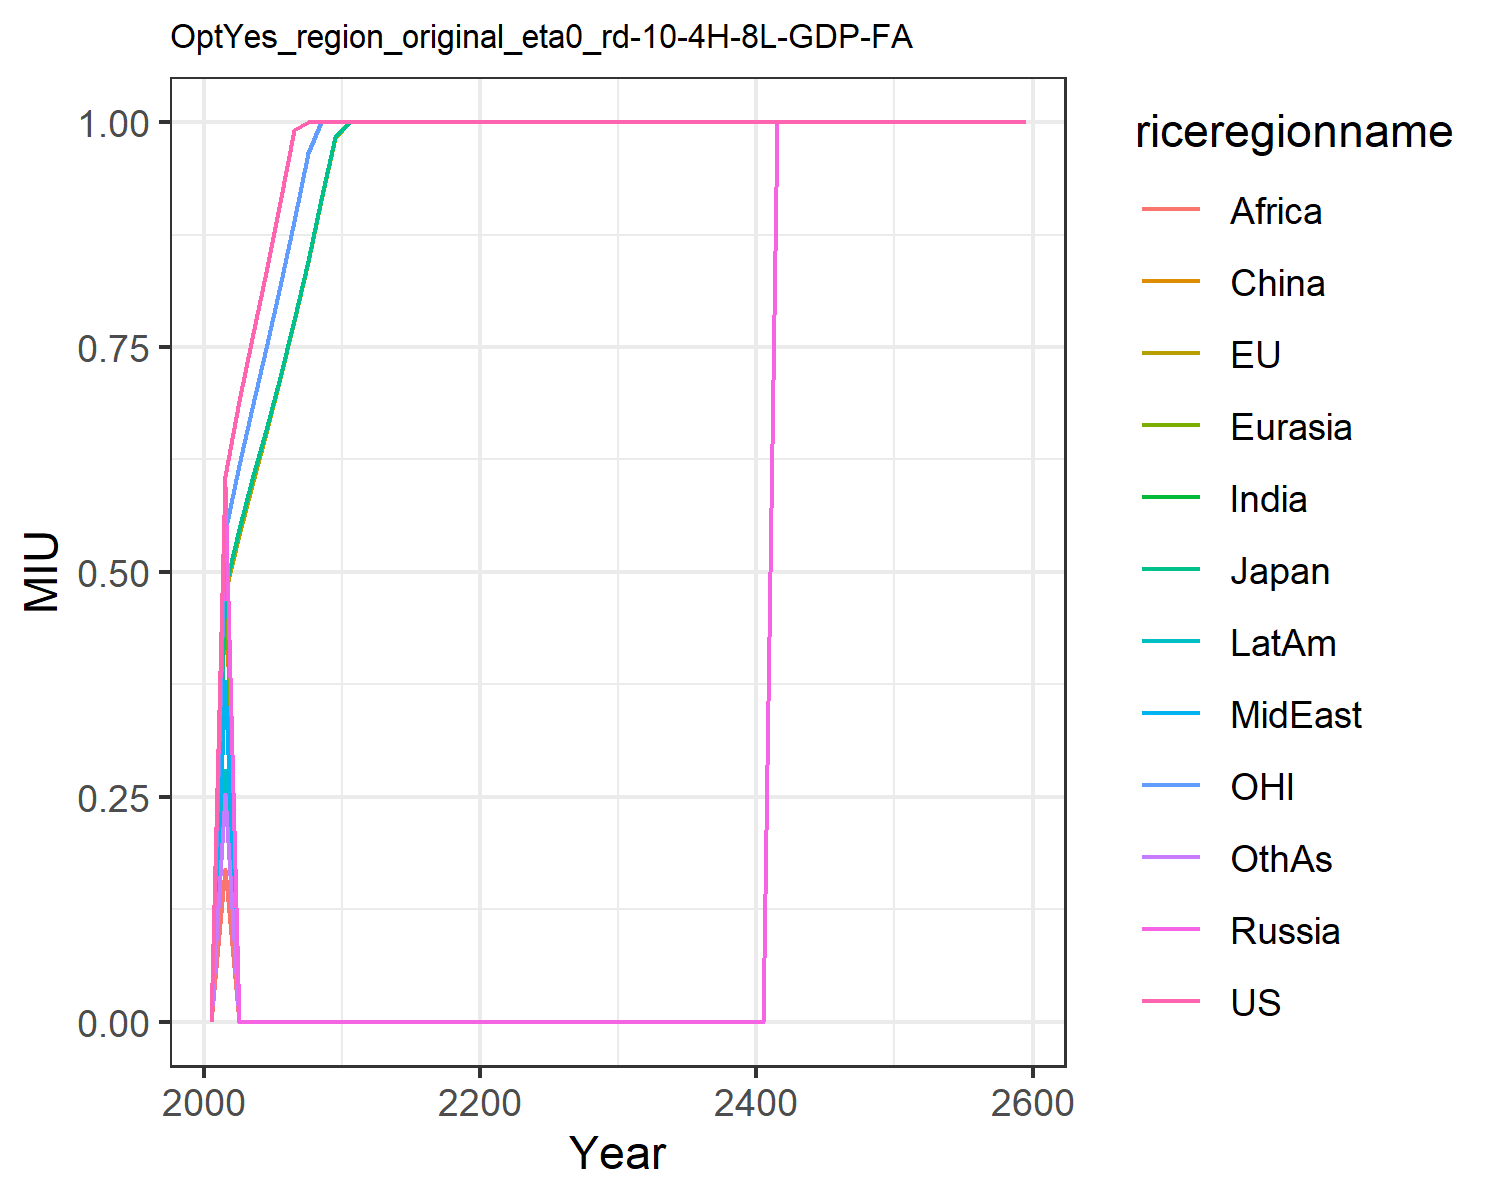 OptYes_region_original_eta0_rd-10-4H-8L-GDP-FA
1.00
0.75
0.50
0.25
0.00
MIU
2000 2200 2400 2600
Year
riceregionname
Africa
China
EU
Eurasia
India
Japan
LatAm
MidEast
OHI
OthAs
Russia
US